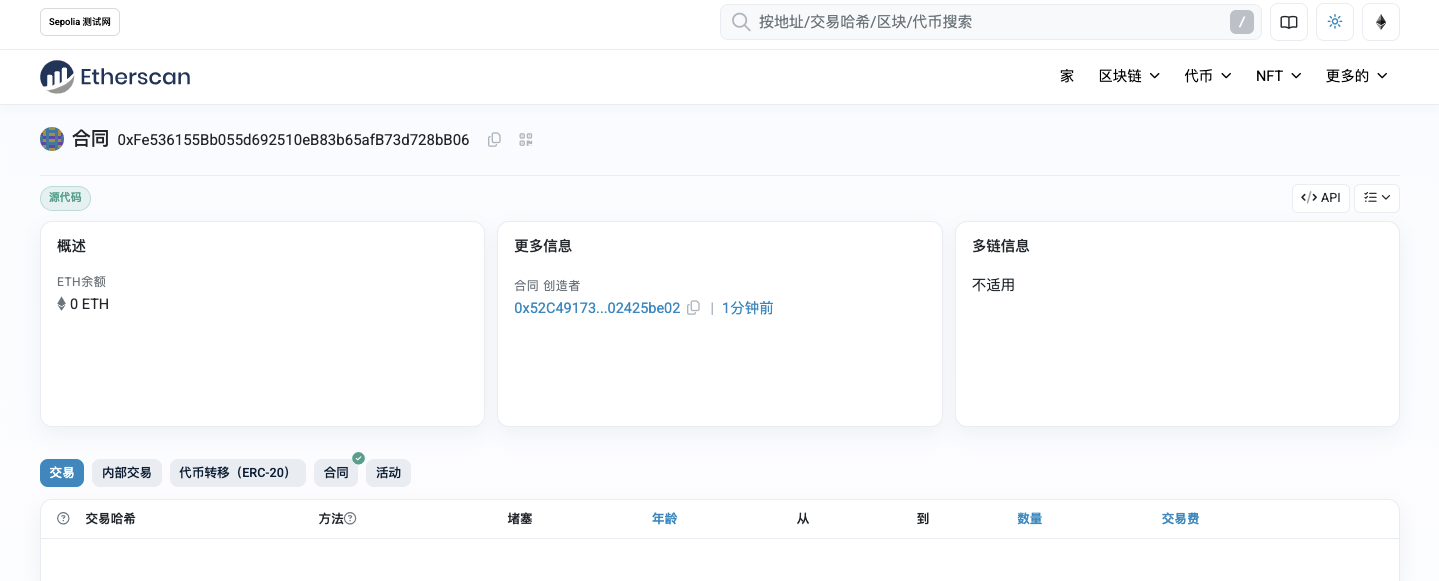 Sepolia 测试网
按地址/交易哈希/区块/代币搜索
/
Etherscan
家 区块链 代币 NFT 更多的
合同 0xFe536155Bb055d692510eB83b65afB73d728bB06
源代码
</> API
概述
ETH余额
0 ETH
更多信息
合同 创造者
0x52C49173...02425be02 | 1分钟前
多链信息
不适用
交易 内部交易 代币转移（ERC-20） 合同 活动
交易哈希 方法 堵塞 年龄 从 到 数量 交易费